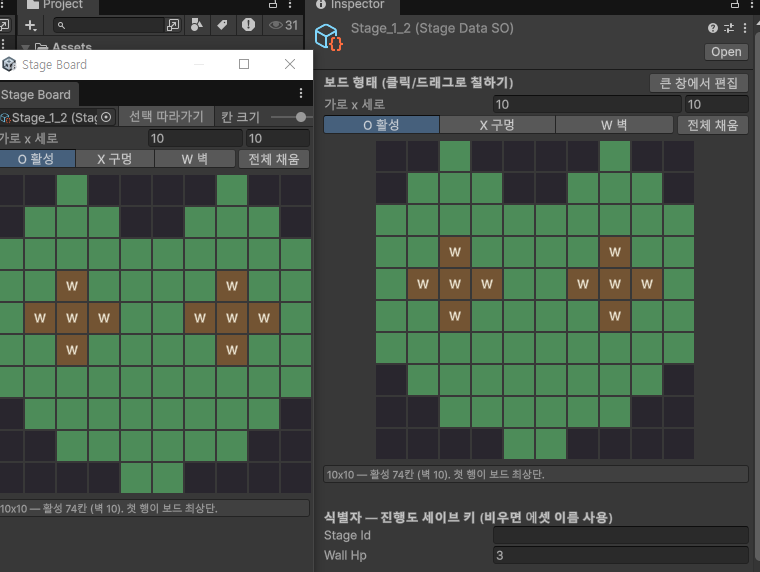 Project
Inspector
31
Assets
Stage_1_2 (Stage Data SO)
Open
Stage Board
Stage Board
Stage_1_2 (Stag
선택 따라가기
칸 크기
가로 x 세로
10
10
O 활성
X 구멍
W 벽
전체 채움
W
W
W
W
W
W
W
W
W
W
10x10 — 활성 74칸 (벽 10). 첫 행이 보드 최상단.
보드 형태 (클릭/드래그로 칠하기)
큰 창에서 편집
가로 x 세로
10
10
O 활성
X 구멍
W 벽
전체 채움
W
W
W
W
W
W
W
W
W
W
10x10 — 활성 74칸 (벽 10). 첫 행이 보드 최상단.
식별자 — 진행도 세이브 키 (비우면 에셋 이름 사용)
Stage Id
Wall Hp
3